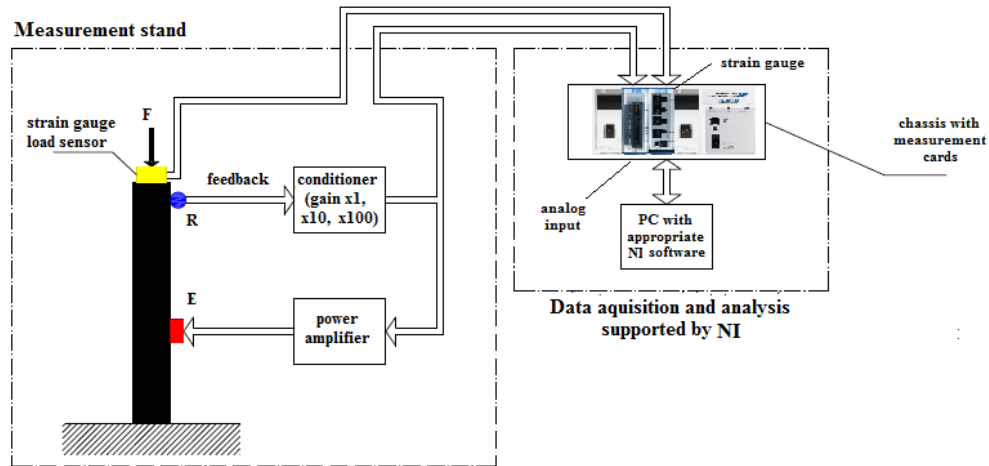 Measurement stand
strain gauge
load sensor
F
feedback
R
conditioner
(gain x1,
x10, x100)
E
power
amplifier
strain gauge
chassis with
measurement
cards
analog
input
PC with
appropriate
NI software
Data aquisition and analysis
supported by NI
: